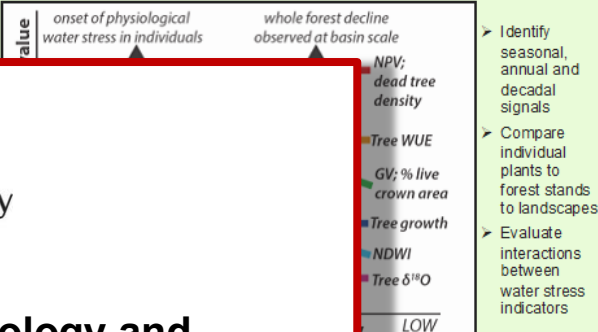 onset of physiological
water stress in individuals
whole forest decline
observed at basin scale
NPV;
dead tree
density
Tree WUE
GV; % live
crown area
Tree growth
NDWI
Tree δ¹⁸O
LOW
y
ology and
➢ Identify
seasonal,
annual and
decadal
signals
➢ Compare
individual
plants to
forest stands
to landscapes
➢ Evaluate
interactions
between
water stress
indicators